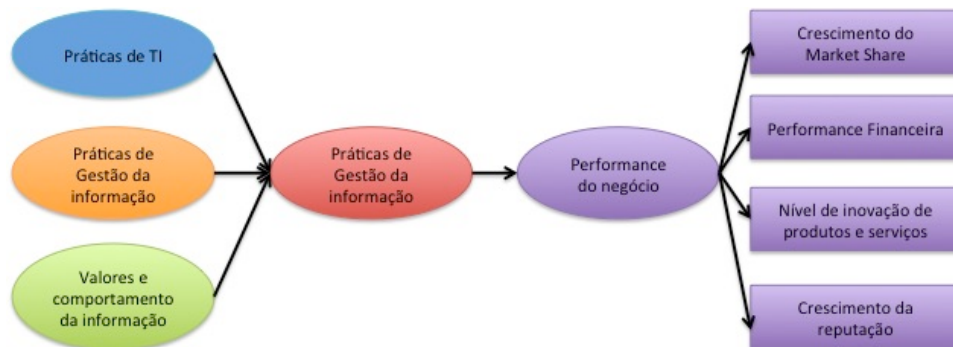 Práticas de TI
Práticas de
Gestão da
informação
Valores e
comportamento
da informação
Práticas de
Gestão da
informação
Performance
do negócio
Crescimento do
Market Share
Performance Financeira
Nível de inovação de
produtos e serviços
Crescimento da
reputação